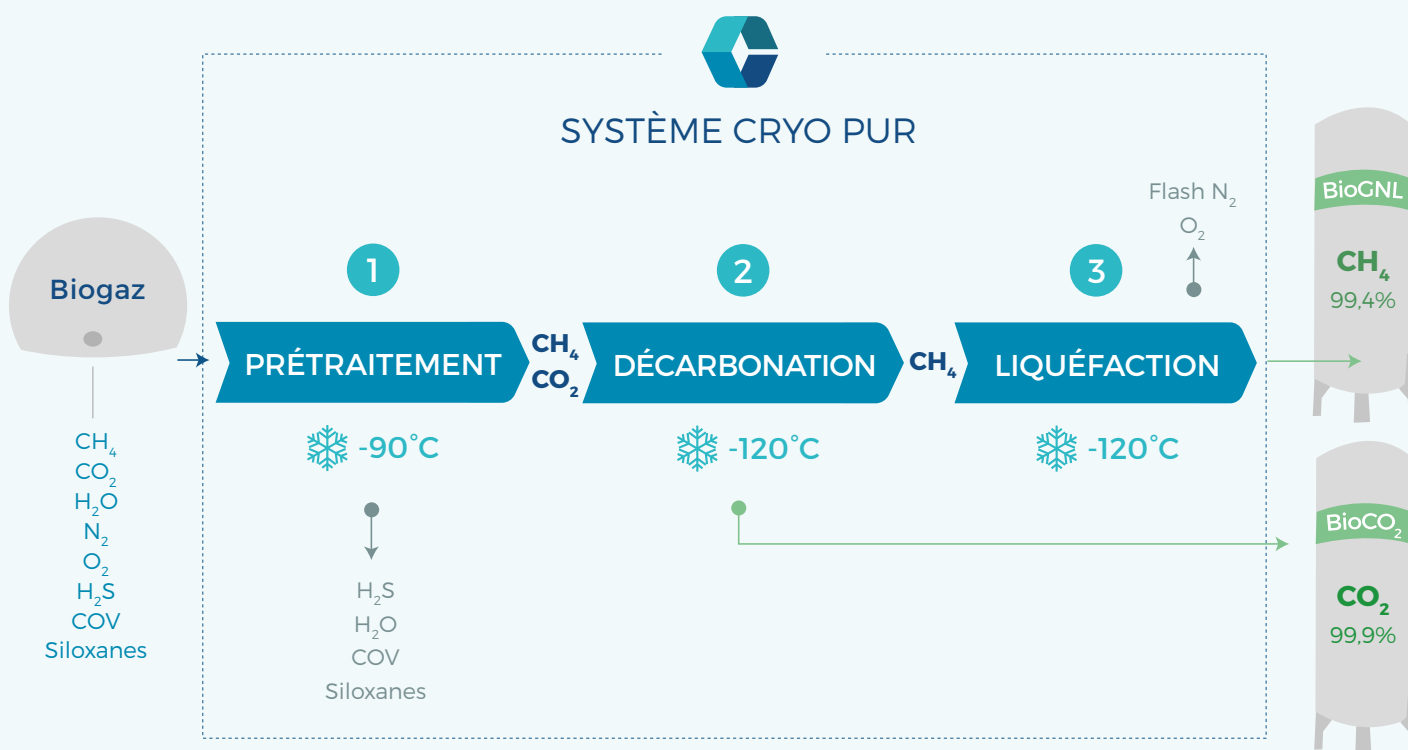 SYSTÈME CRYO PUR
Biogaz
CH₄
CO₂
H₂O
N₂
O₂
H₂S
COV
Siloxanes
1
PRÉTRAITEMENT
-90°C
H₂S
H₂O
COV
Siloxanes
CH₄
CO₂
2
DÉCARBONATION
-120°C
CH₄
3
Flash N₂
O₂
LIQUÉFACTION
-120°C
BioGNL
CH₄
99,4%
BioCO₂
CO₂
99,9%